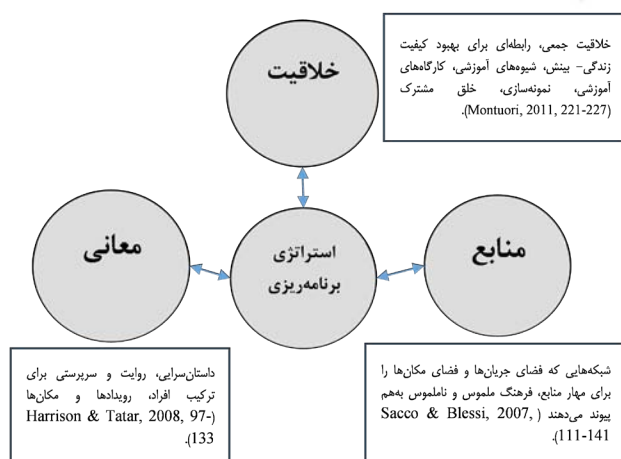 خلاقیت
خلاقیت جمعی، رابطه‌ای برای بهبود کیفیت
زندگی– بینش، شیوه‌های آموزشی، کارگاه‌های
آموزشی، نمونه‌سازی، خلق مشترک
(Montuori, 2011, 221-227).
منابع
استراتژی
برنامه‌ریزی
معانی
شبکه‌هایی که فضای جریان‌ها و فضای مکان‌ها را
برای مهار منابع، فرهنگ ملموس و ناملموس به‌هم
پیوند می‌دهند (Sacco & Blessi, 2007,
111-141).
داستان‌سرایی، روایت و سرپرستی برای
ترکیب افراد، رویدادها و مکان‌ها
(Harrison & Tatar, 2008, 97-
133).